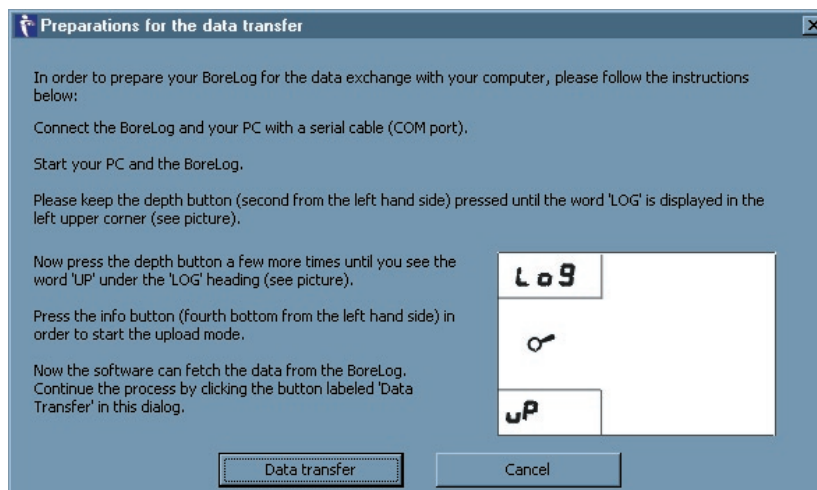 Preparations for the data transfer
In order to prepare your BoreLog for the data exchange with your computer, please follow the instructions
below:
Connect the BoreLog and your PC with a serial cable (COM port).
Start your PC and the BoreLog.
Please keep the depth button (second from the left hand side) pressed until the word 'LOG' is displayed in the
left upper corner (see picture).
Now press the depth button a few more times until you see the
word 'UP' under the 'LOG' heading (see picture).
Press the info button (fourth bottom from the left hand side) in
order to start the upload mode.
Now the software can fetch the data from the BoreLog.
Continue the process by clicking the button labeled 'Data
Transfer' in this dialog.
Log
uP
Data transfer
Cancel